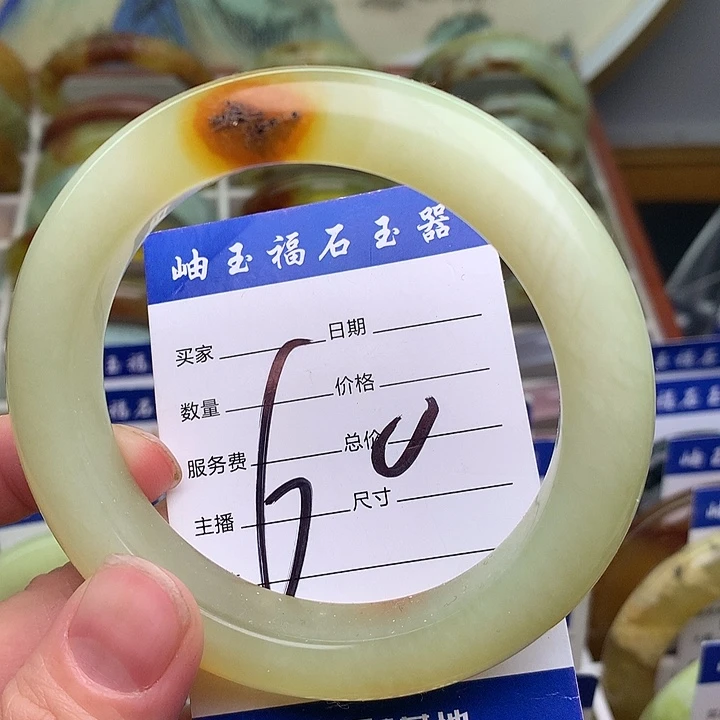 岫玉福石玉器
买家 日期
数量 价格
服务费 总价
主播 尺寸
60